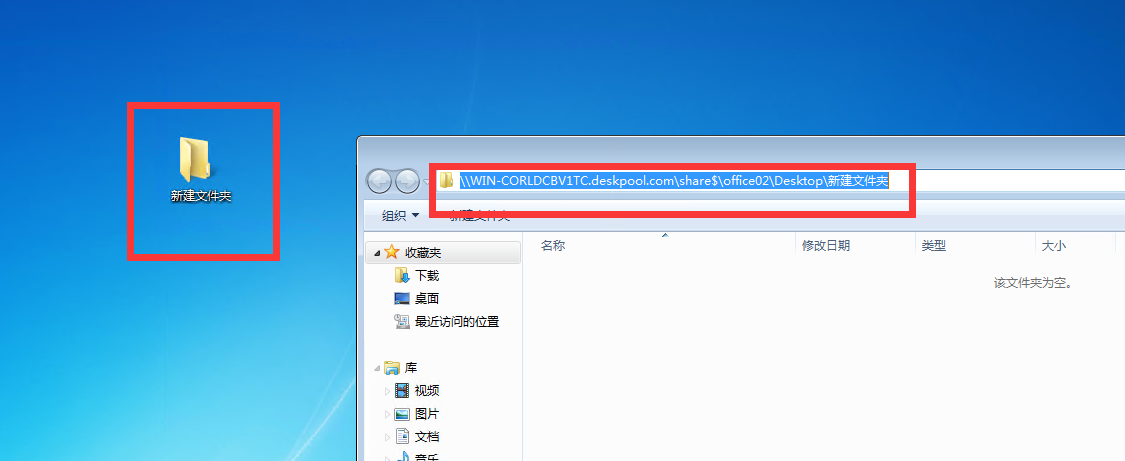 新建文件夹
\\WIN-CORLDCBV1TC.deskpool.com\share$\office02\Desktop\新建文件夹
组织 新建文件夹
名称 修改日期 类型 大小
收藏夹
该文件夹为空。
下载
桌面
最近访问的位置
库
视频
图片
文档
音乐